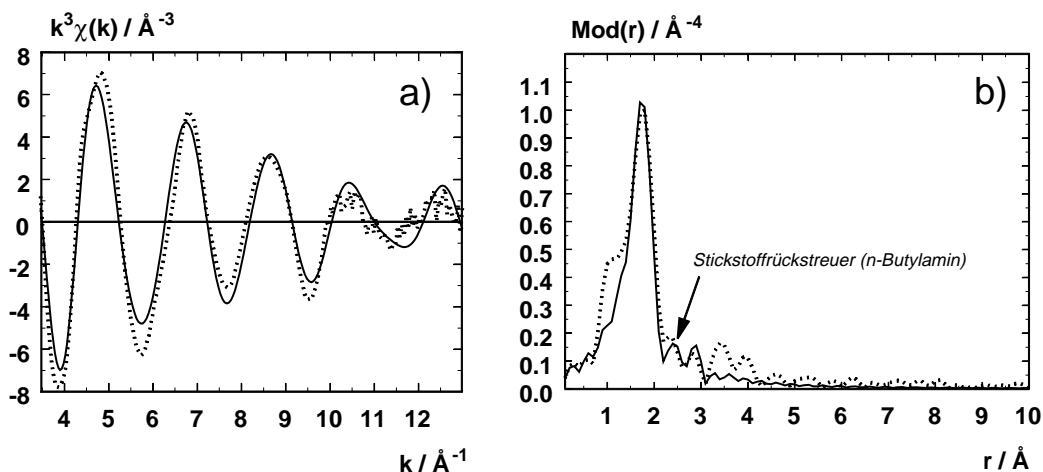 k³χ(k) / Å⁻³
a)
8
6
4
2
0
-2
-4
-6
-8
4 5 6 7 8 9 10 11 12
k / Å⁻¹
Mod(r) / Å⁻⁴
b)
1.1
1.0
0.9
0.8
0.7
0.6
0.5
0.4
0.3
0.2
0.1
0.0
Stickstoffrückstreuer (n-Butylamin)
1 2 3 4 5 6 7 8 9 10
r / Å